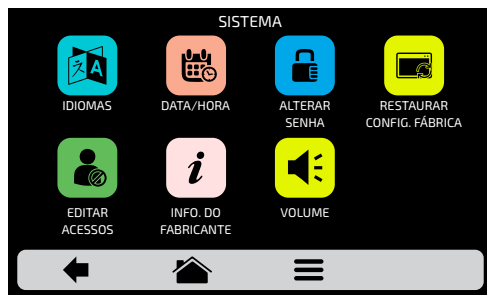 SISTEMA
A
IDIOMAS
DATA/HORA
ALTERAR
SENHA
RESTAURAR
CONFIG. FÁBRICA
i
EDITAR
ACESSOS
INFO. DO
FABRICANTE
VOLUME